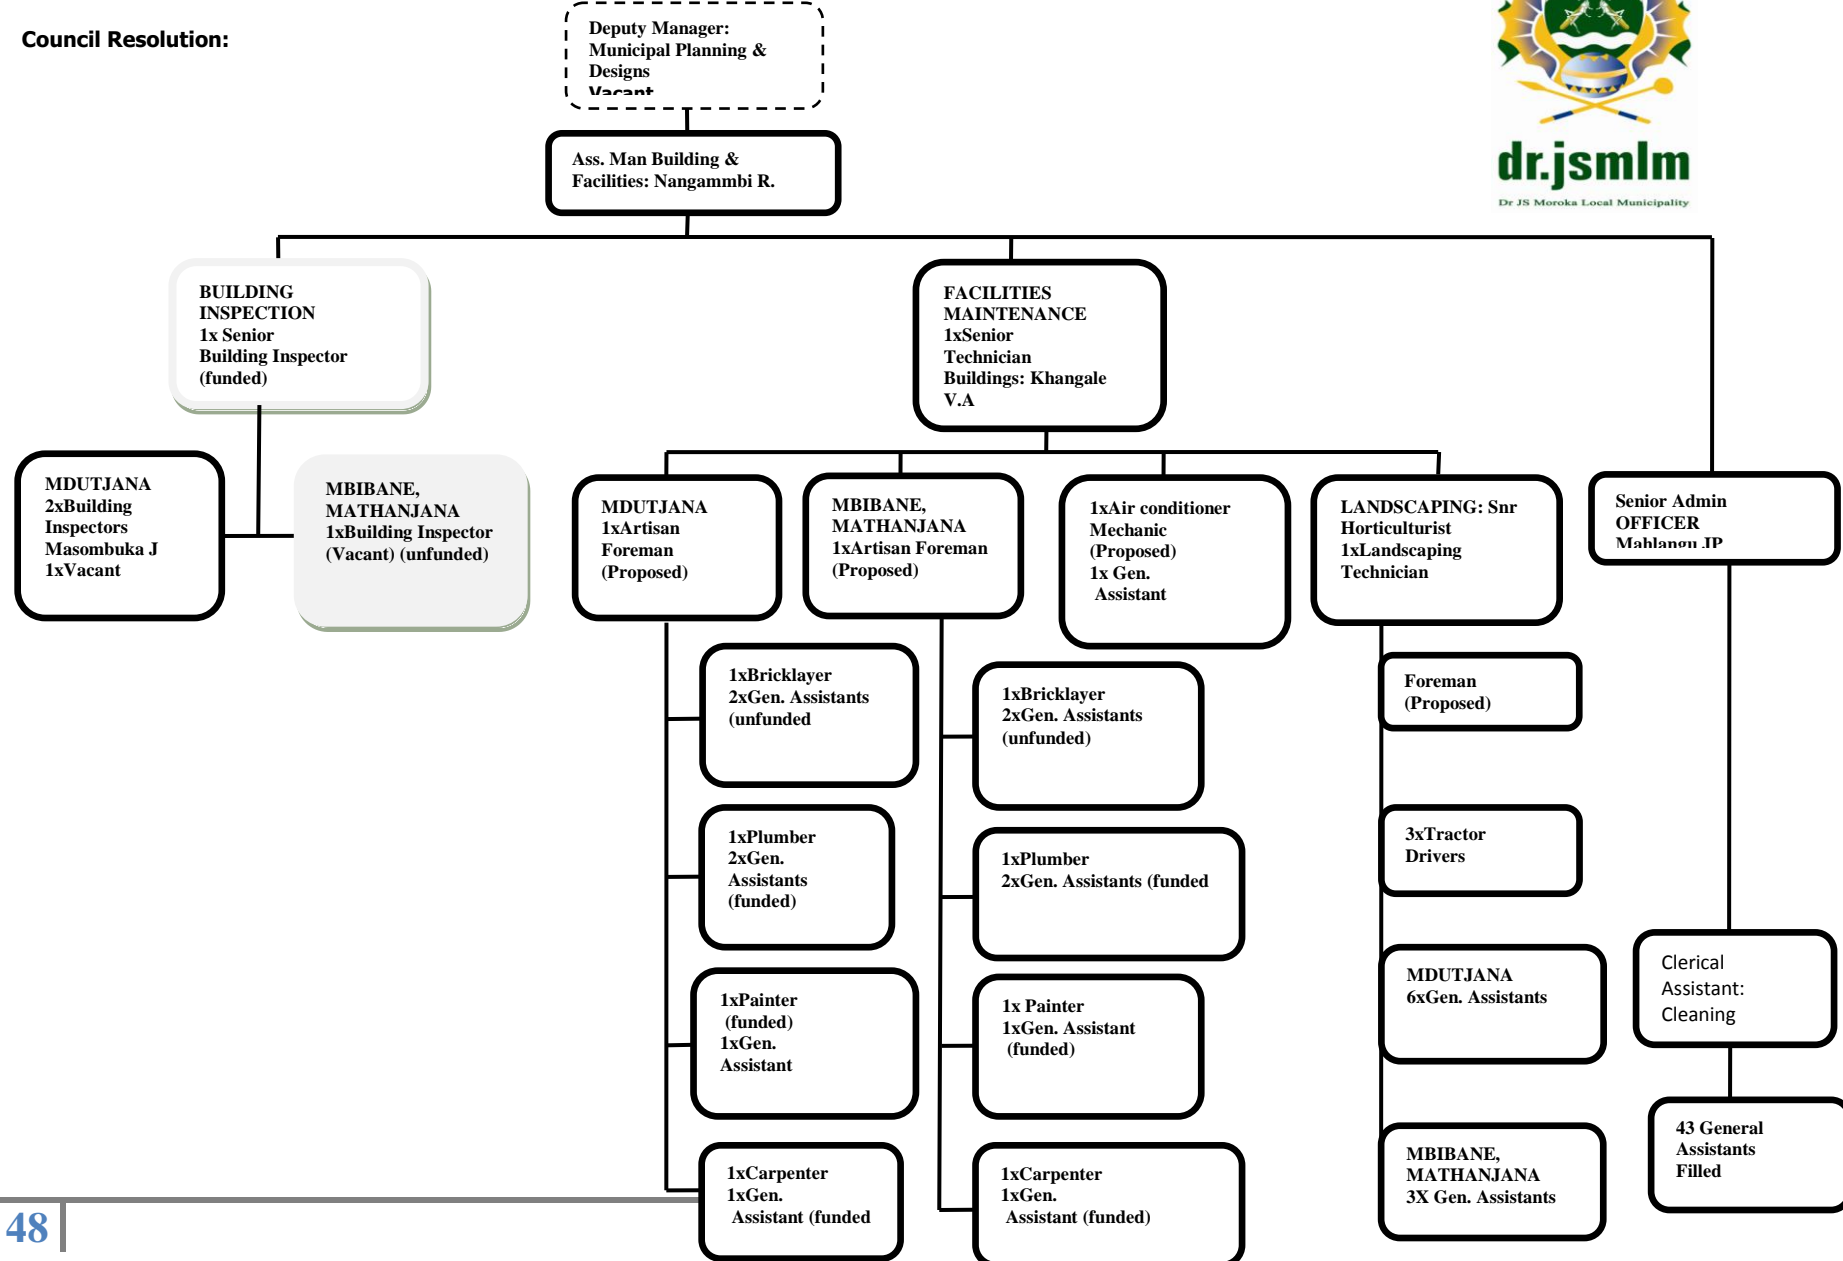 Council Resolution:
Deputy Manager:
Municipal Planning &
Designs
Vacant
Ass. Man Building &
Facilities: Nangammbi R.
dr.jsmlm
Dr JS Moroka Local Municipality
BUILDING
INSPECTION
1x Senior
Building Inspector
(funded)
FACILITIES
MAINTENANCE
1xSenior
Technician
Buildings: Khangale
V.A
MDUTJANA
2xBuilding
Inspectors
Masombuka J
1xVacant
MBIBANE,
MATHANJANA
1xBuilding Inspector
(Vacant) (unfunded)
MDUTJANA
1xArtisan
Foreman
(Proposed)
MBIBANE,
MATHANJANA
1xArtisan Foreman
(Proposed)
1xAir conditioner
Mechanic
(Proposed)
1x Gen.
Assistant
LANDSCAPING: Snr
Horticulturist
1xLandscaping
Technician
Senior Admin
OFFICER
Mahlangu JP
1xBricklayer
2xGen. Assistants
(unfunded
1xPlumber
2xGen.
Assistants
(funded)
1xPainter
(funded)
1xGen.
Assistant
1xCarpenter
1xGen.
Assistant (funded
1xBricklayer
2xGen. Assistants
(unfunded)
1xPlumber
2xGen. Assistants (funded
1x Painter
1xGen. Assistant
(funded)
1xCarpenter
1xGen.
Assistant (funded)
Foreman
(Proposed)
3xTractor
Drivers
MDUTJANA
6xGen. Assistants
MBIBANE,
MATHANJANA
3X Gen. Assistants
Clerical
Assistant:
Cleaning
43 General
Assistants
Filled
48